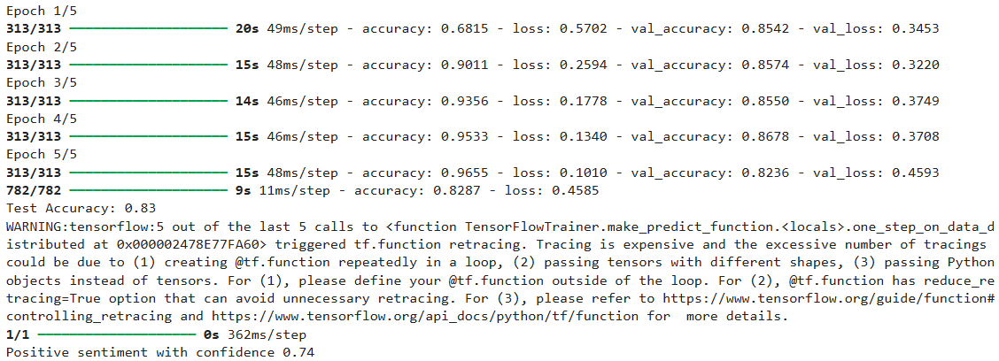 Epoch 1/5
313/313 ━━━━━━━━━━━━━━━━━━━━ 20s 49ms/step - accuracy: 0.6815 - loss: 0.5702 - val_accuracy: 0.8542 - val_loss: 0.3453
Epoch 2/5
313/313 ━━━━━━━━━━━━━━━━━━━━ 15s 48ms/step - accuracy: 0.9011 - loss: 0.2594 - val_accuracy: 0.8574 - val_loss: 0.3220
Epoch 3/5
313/313 ━━━━━━━━━━━━━━━━━━━━ 14s 46ms/step - accuracy: 0.9356 - loss: 0.1778 - val_accuracy: 0.8550 - val_loss: 0.3749
Epoch 4/5
313/313 ━━━━━━━━━━━━━━━━━━━━ 15s 46ms/step - accuracy: 0.9533 - loss: 0.1340 - val_accuracy: 0.8678 - val_loss: 0.3708
Epoch 5/5
313/313 ━━━━━━━━━━━━━━━━━━━━ 15s 48ms/step - accuracy: 0.9655 - loss: 0.1010 - val_accuracy: 0.8236 - val_loss: 0.4593
782/782 ━━━━━━━━━━━━━━━━━━━━ 9s 11ms/step - accuracy: 0.8287 - loss: 0.4585
Test Accuracy: 0.83
WARNING:tensorflow:5 out of the last 5 calls to <function TensorFlowTrainer.make_predict_function.<locals>.one_step_on_data_d
istributed at 0x000002478E77FA60> triggered tf.function retracing. Tracing is expensive and the excessive number of tracings
could be due to (1) creating @tf.function repeatedly in a loop, (2) passing tensors with different shapes, (3) passing Python
objects instead of tensors. For (1), please define your @tf.function outside of the loop. For (2), @tf.function has reduce_re
tracing=True option that can avoid unnecessary retracing. For (3), please refer to https://www.tensorflow.org/guide/function#
controlling_retracing and https://www.tensorflow.org/api_docs/python/tf/function for  more details.
1/1 ━━━━━━━━━━━━━━━━━━━━ 0s 362ms/step
Positive sentiment with confidence 0.74